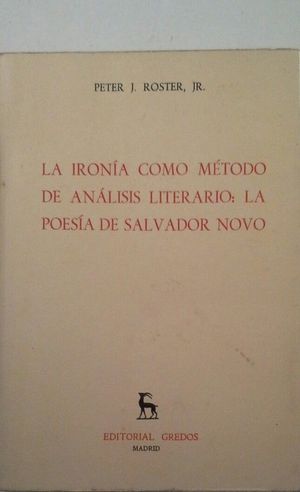 PETER J. ROSTER, JR.
LA IRONÍA COMO MÉTODO
DE ANÁLISIS LITERARIO: LA
POESÍA DE SALVADOR NOVO
EDITORIAL GREDOS
MADRID